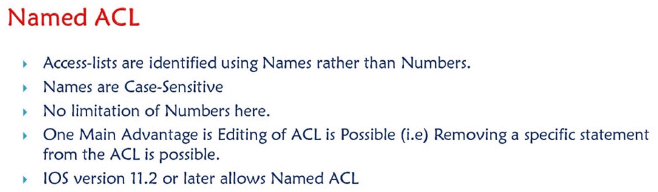 Named ACL
Access-lists are identified using Names rather than Numbers.
Names are Case-Sensitive
No limitation of Numbers here.
One Main Advantage is Editing of ACL is Possible (i.e) Removing a specific statement
from the ACL is possible.
IOS version 11.2 or later allows Named ACL